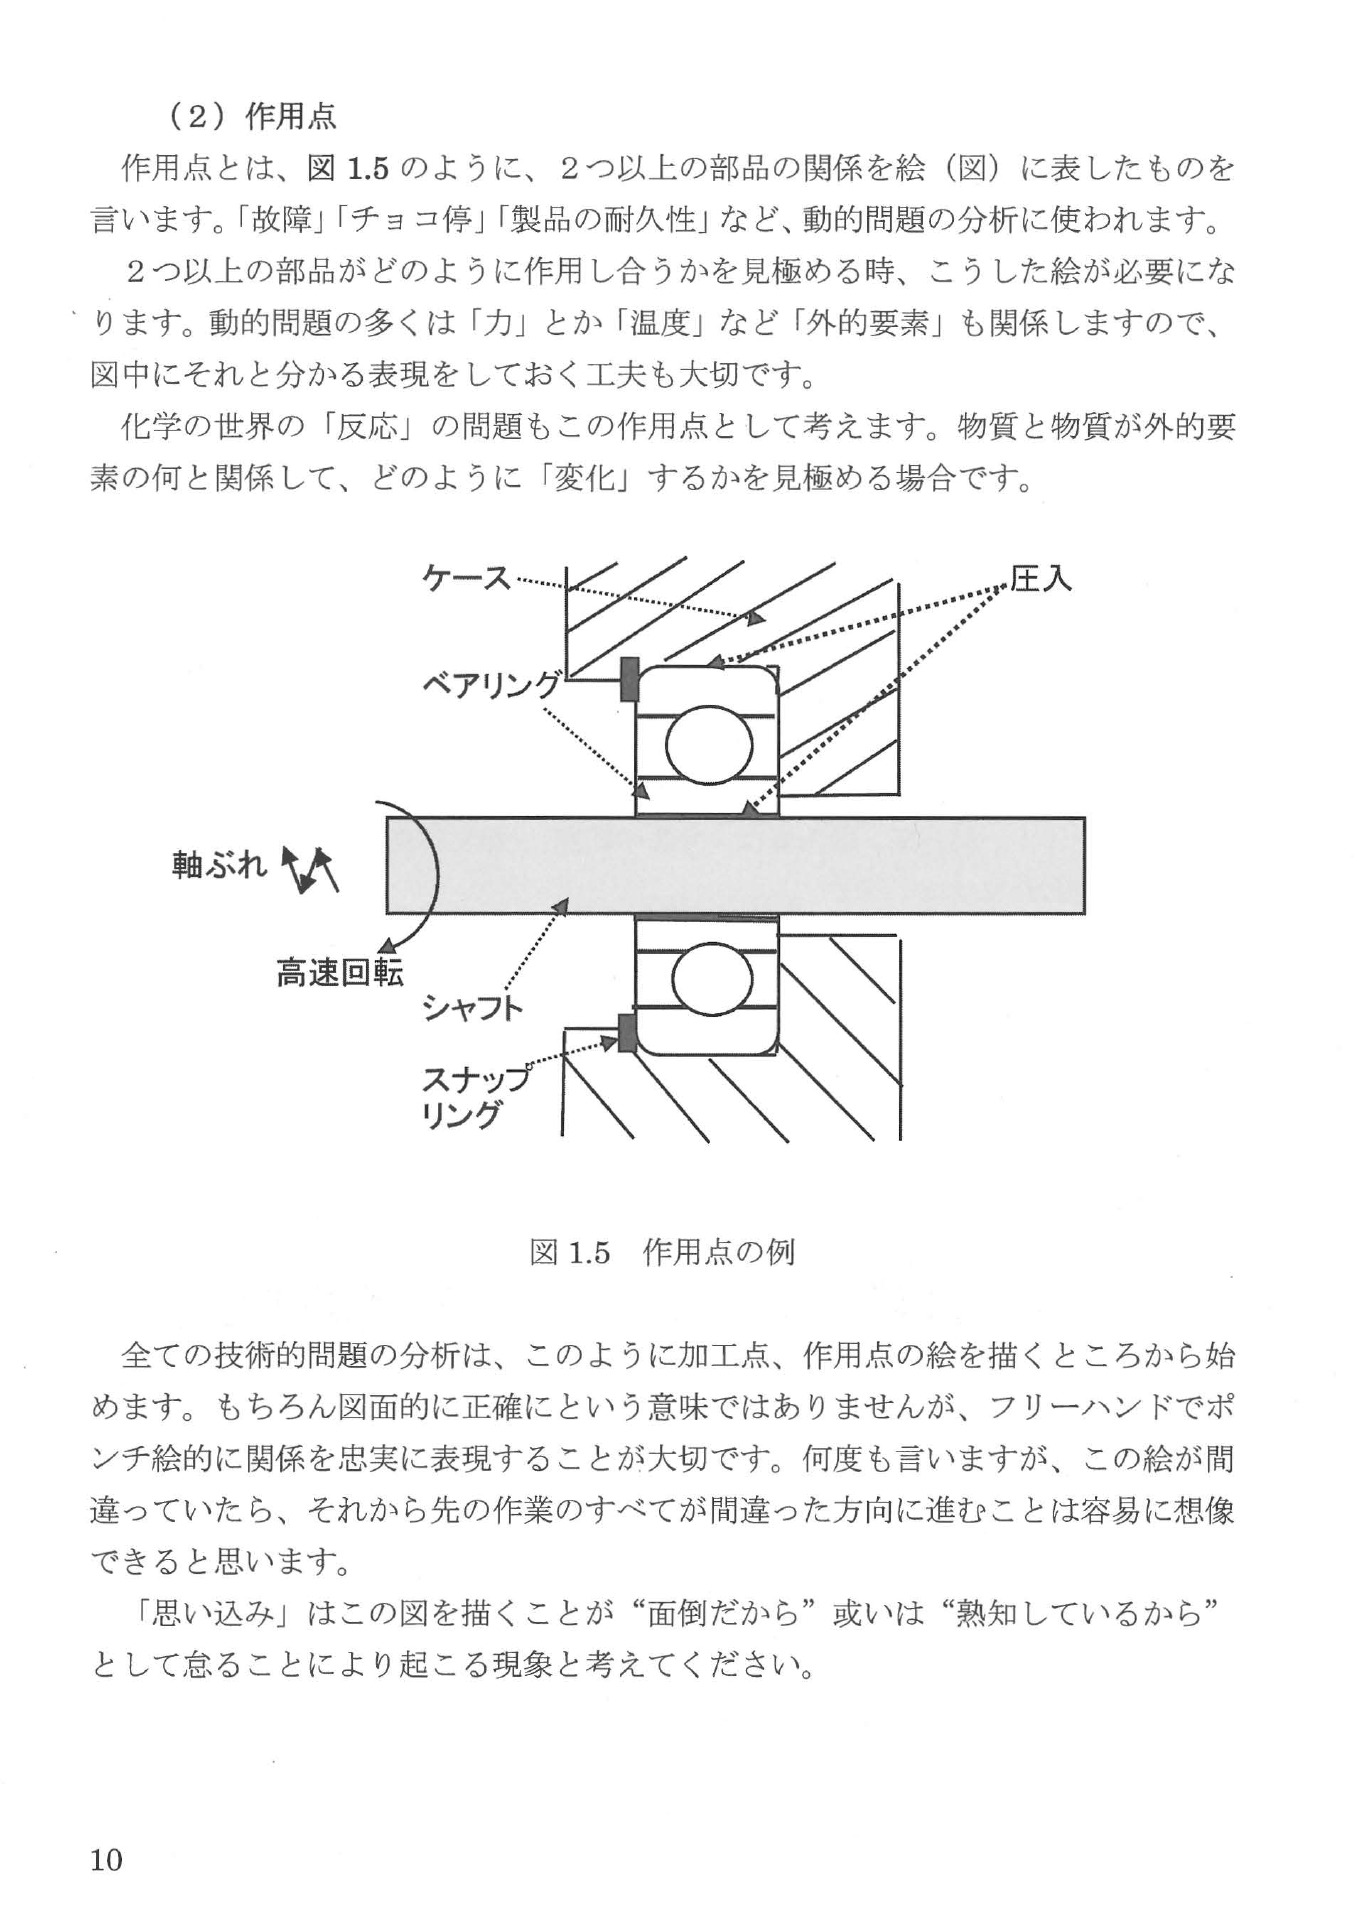 （２）作用点
作用点とは、図 1.5 のように、２つ以上の部品の関係を絵（図）に表したものを
言います。「故障」「チョコ停」「製品の耐久性」など、動的問題の分析に使われます。
２つ以上の部品がどのように作用し合うかを見極める時、こうした絵が必要にな
ります。動的問題の多くは「力」とか「温度」など「外的要素」も関係しますので、
図中にそれと分かる表現をしておく工夫も大切です。
化学の世界の「反応」の問題もこの作用点として考えます。物質と物質が外的要
素の何と関係して、どのように「変化」するかを見極める場合です。
ケース
圧入
ベアリング
軸ぶれ
高速回転
シャフト
スナップ
リング
図 1.5　作用点の例
全ての技術的問題の分析は、このように加工点、作用点の絵を描くところから始
めます。もちろん図面的に正確にという意味ではありませんが、フリーハンドでポ
ンチ絵的に関係を忠実に表現することが大切です。何度も言いますが、この絵が間
違っていたら、それから先の作業のすべてが間違った方向に進むことは容易に想像
できると思います。
「思い込み」はこの図を描くことが“面倒だから”或いは“熟知しているから”
として怠ることにより起こる現象と考えてください。
10